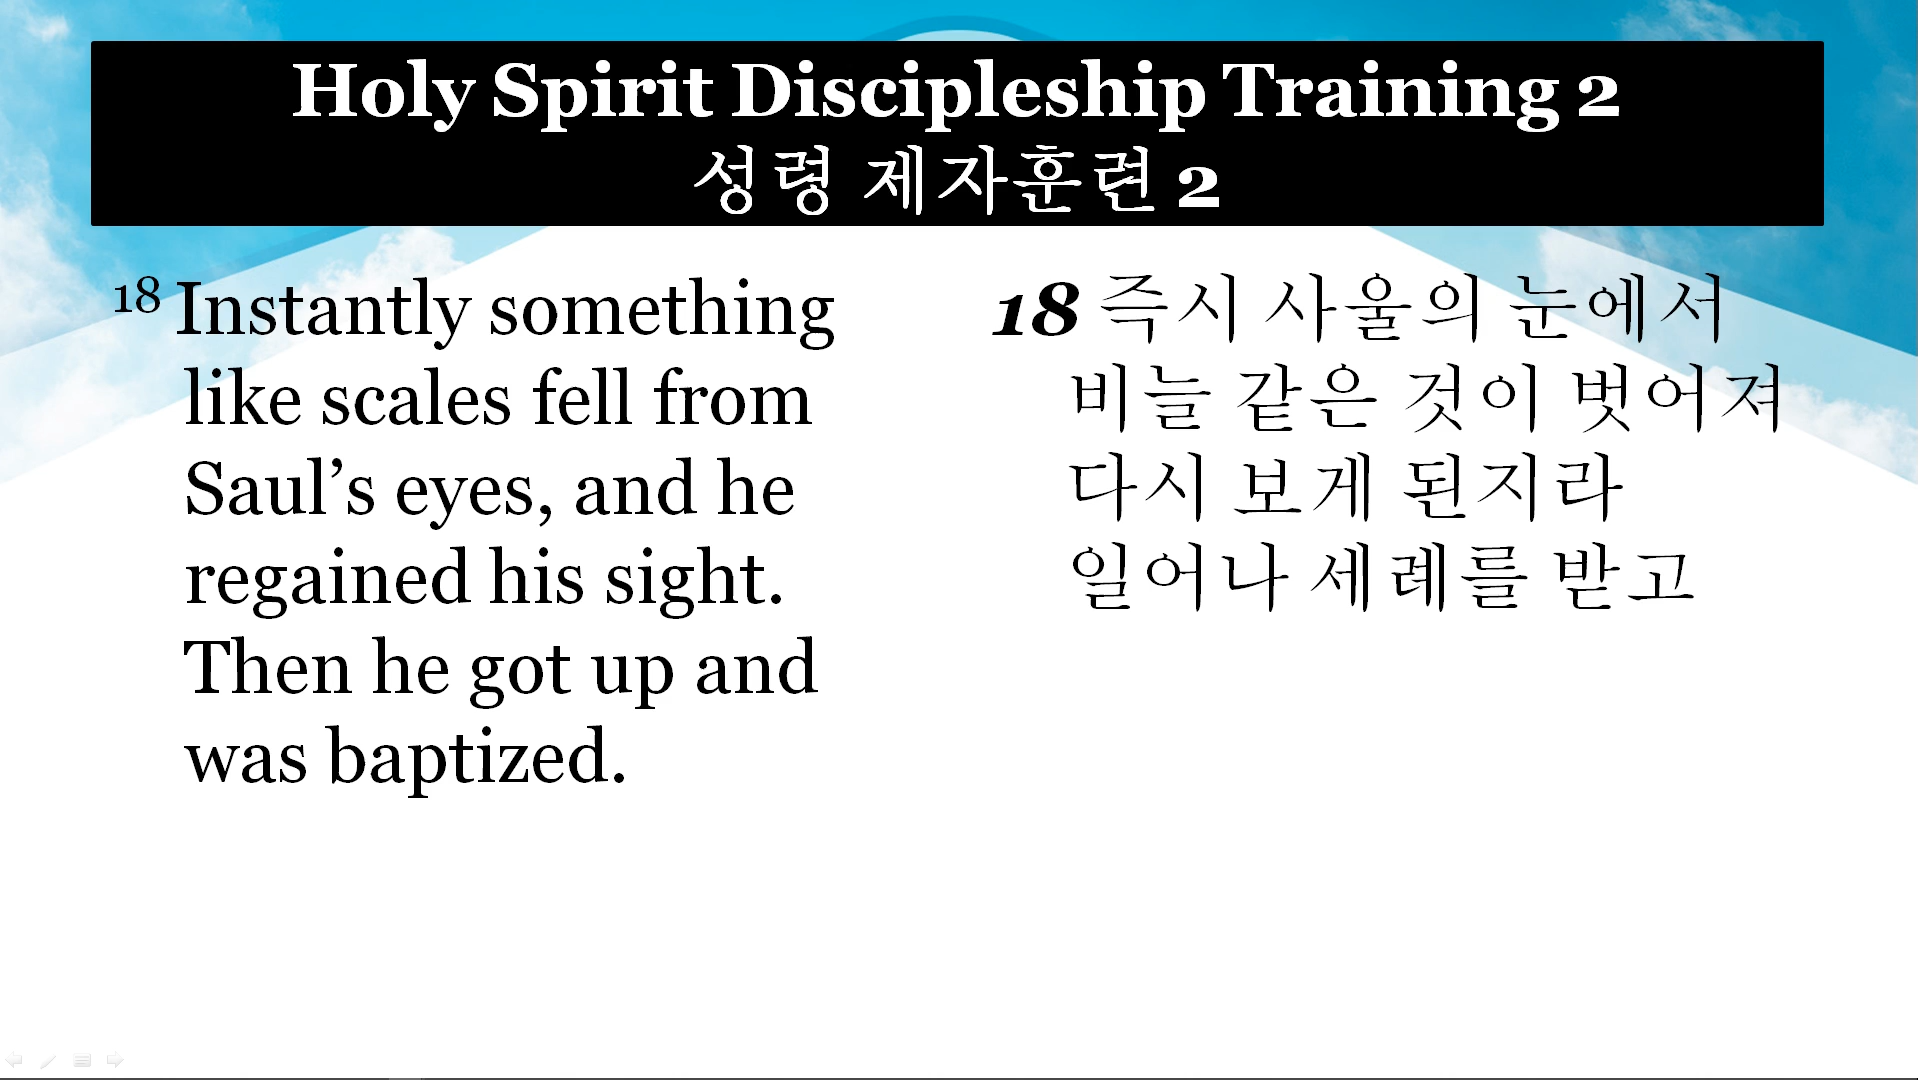 Holy Spirit Discipleship Training 2
성령 제자훈련 2
18 Instantly something
like scales fell from
Saul’s eyes, and he
regained his sight.
Then he got up and
was baptized.
18 즉시 사울의 눈에서
비늘 같은 것이 벗어져
다시 보게 된지라
일어나 세례를 받고